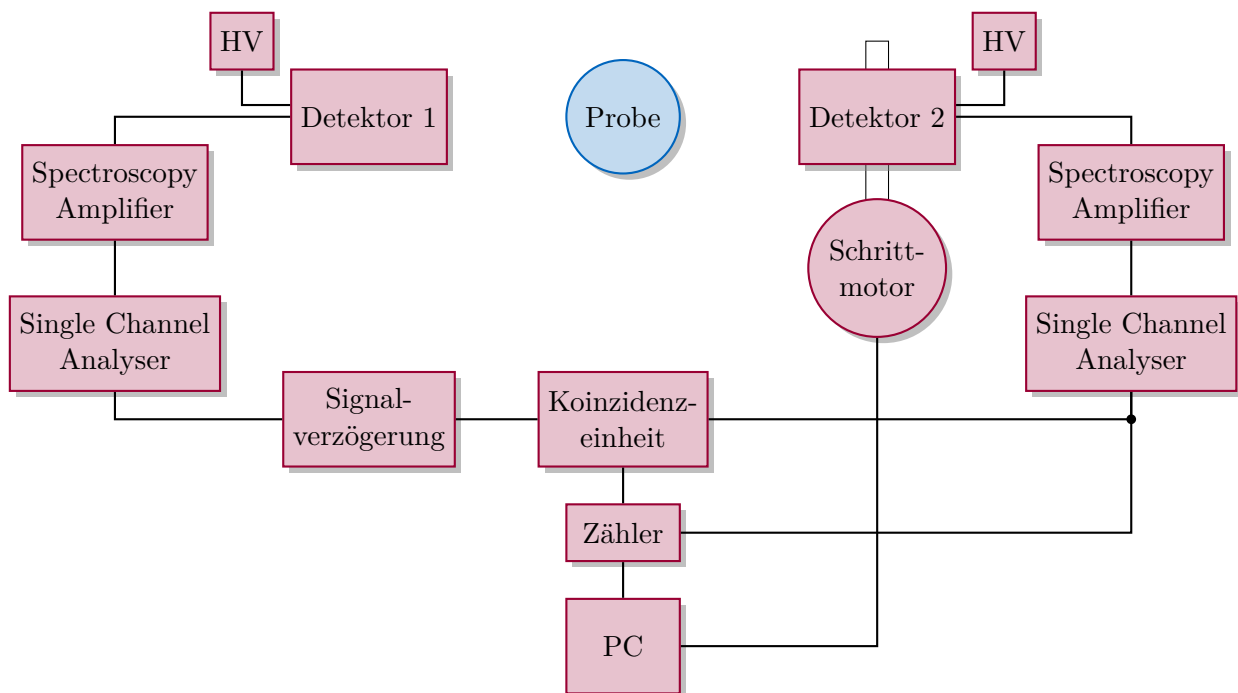 HV
HV
Detektor 1
Probe
Detektor 2
Spectroscopy
Amplifier
Spectroscopy
Amplifier
Schritt-
motor
Single Channel
Analyser
Single Channel
Analyser
Signal-
verzögerung
Koinzidenz-
einheit
Zähler
PC